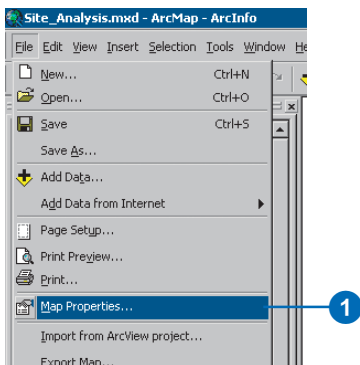 Site_Analysis.mxd - ArcMap - ArcInfo
File Edit View Insert Selection Tools Window He
New... Ctrl+N
Open... Ctrl+O
Save Ctrl+S
Save As...
Add Data...
Add Data from Internet
Page Setup...
Print Preview...
Print...
Map Properties...
1
Import from ArcView project...
Export Map...